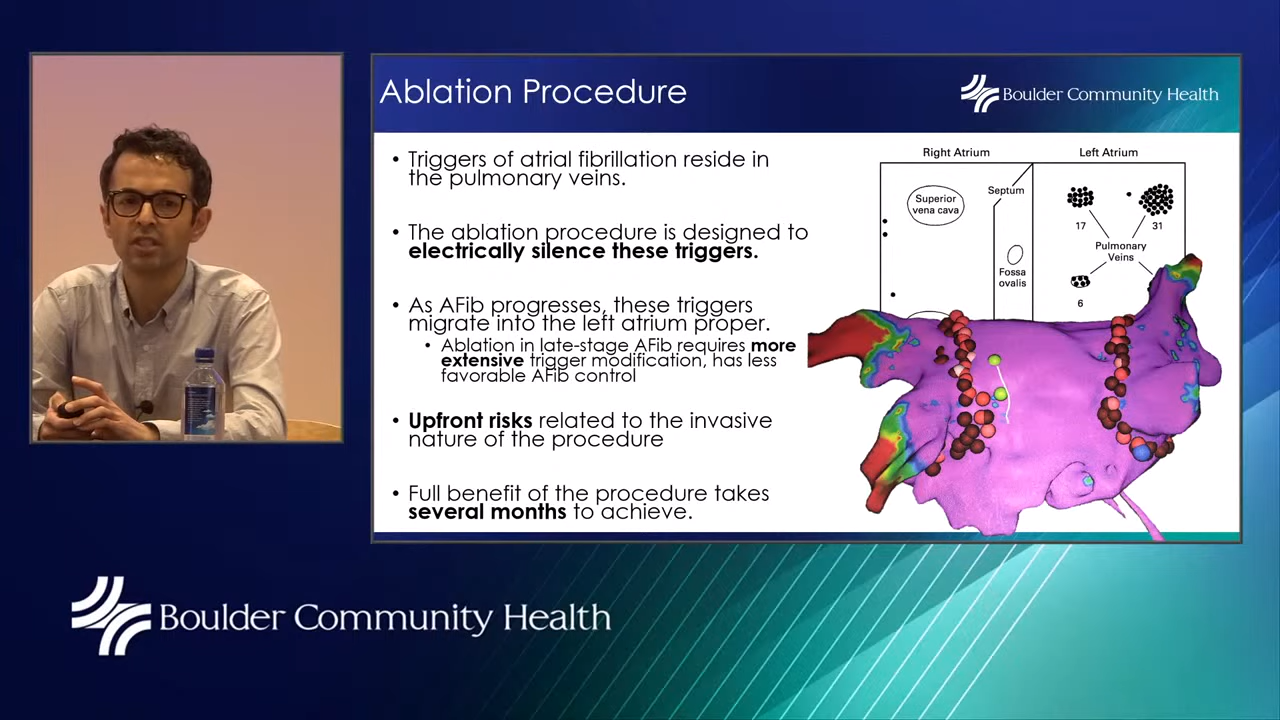 Ablation Procedure
Boulder Community Health
• Triggers of atrial fibrillation reside in
the pulmonary veins.
• The ablation procedure is designed to
electrically silence these triggers.
• As AFib progresses, these triggers
migrate into the left atrium proper.
• Ablation in late-stage AFib requires more
extensive trigger modification, has less
favorable AFib control
• Upfront risks related to the invasive
nature of the procedure
• Full benefit of the procedure takes
several months to achieve.
Right Atrium
Left Atrium
Superior
vena cava
Septum
Fossa
ovalis
17
31
Pulmonary
Veins
6
Boulder Community Health